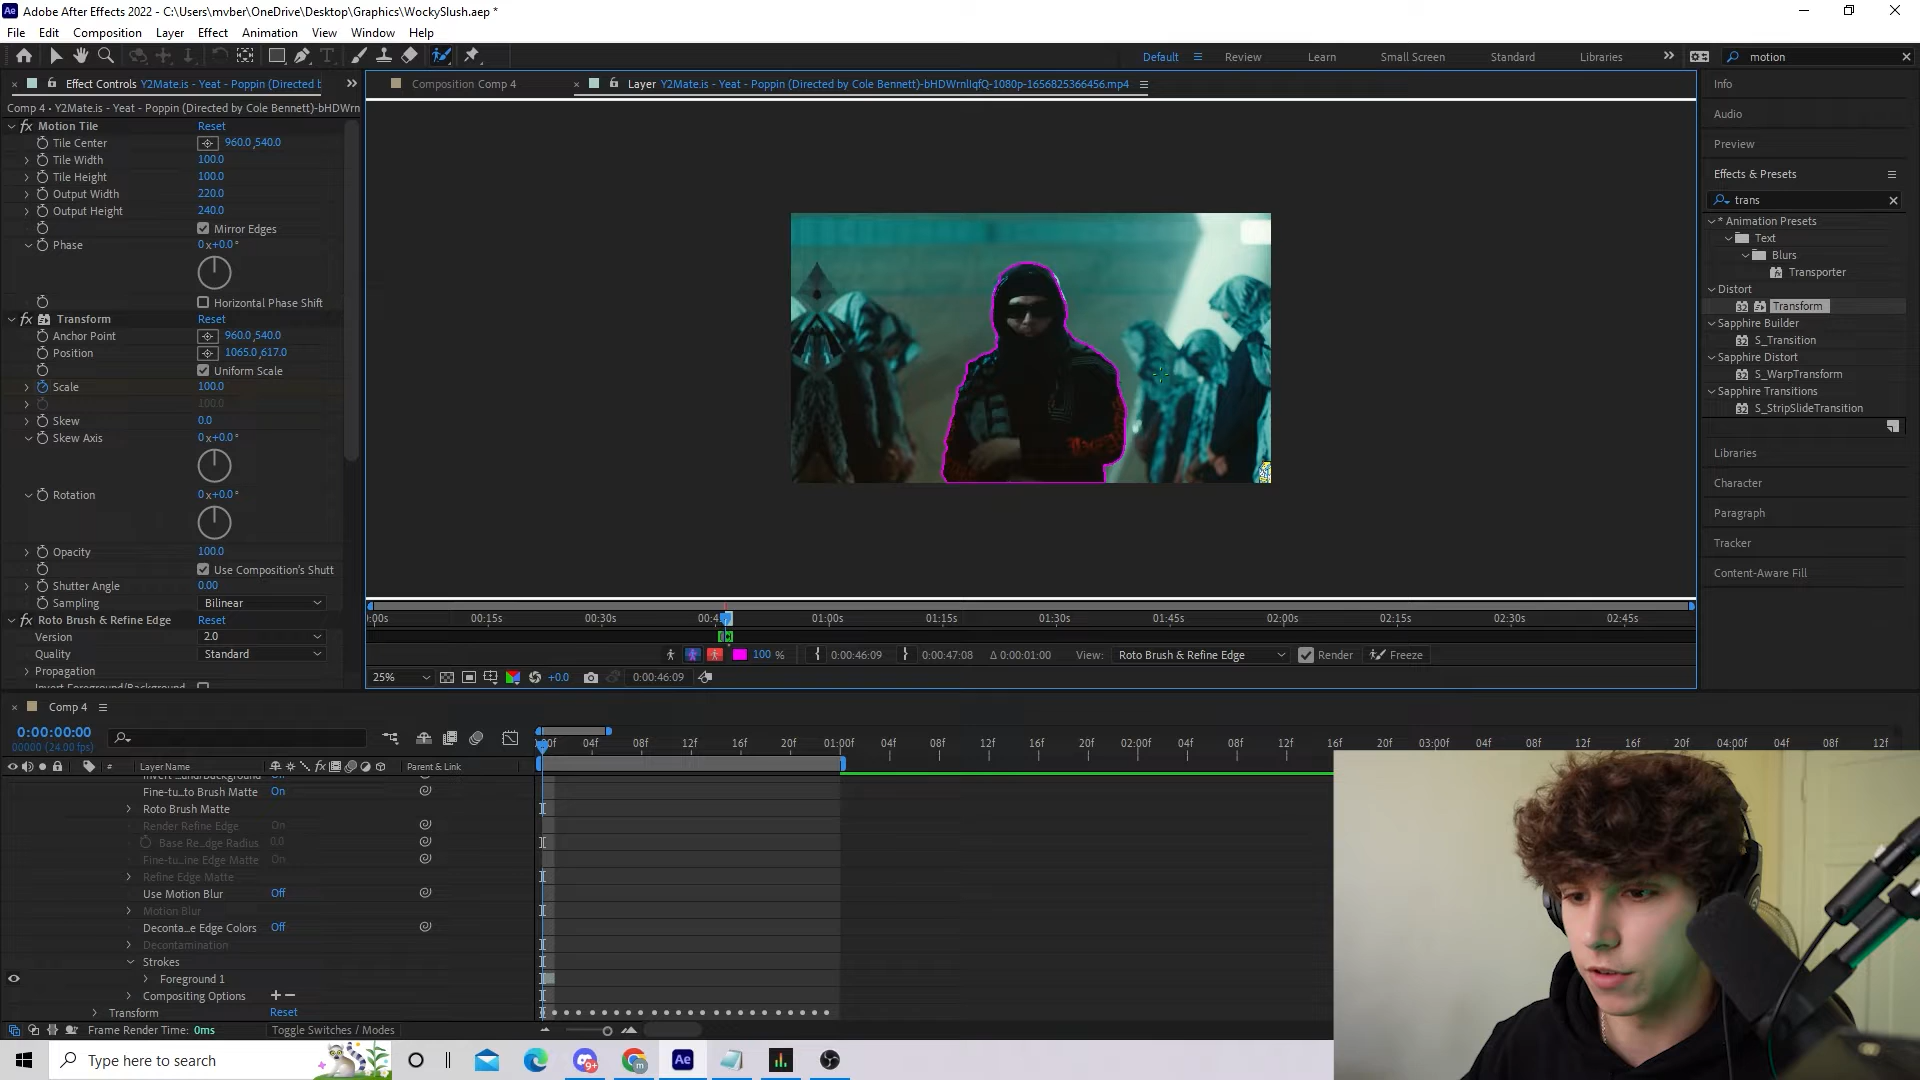 Adobe After Effects 2022 - C:\Users\mvber\OneDrive\Desktop\Graphics\WockySlush.aep *
File Edit Composition Layer Effect Animation View Window Help
Default Review Learn Small Screen Standard Libraries motion
Effect Controls Y2Mate.is - Yeat - Poppin (Directed b
Composition Comp 4
Layer Y2Mate.is - Yeat - Poppin (Directed by Cole Bennett)-bHDWrnlIqfQ-1080p-1656825366456.mp4
Comp 4 • Y2Mate.is - Yeat - Poppin (Directed by Cole Bennett)-bHDWrn
fx Motion Tile Reset
Tile Center 960.0,540.0
Tile Width 100.0
Tile Height 100.0
Output Width 220.0
Output Height 240.0
Mirror Edges
Phase 0x+0.0°
Horizontal Phase Shift
fx Transform Reset
Anchor Point 960.0,540.0
Position 1065.0,617.0
Uniform Scale
Scale 100.0
100.0
Skew 0.0
Skew Axis 0x+0.0°
Rotation 0x+0.0°
Opacity 100.0
Use Composition's Shutt
Shutter Angle 0.00
Sampling Bilinear
fx Roto Brush & Refine Edge Reset
Version 2.0
Quality Standard
Propagation
Invert Foreground/Background
Info
Audio
Preview
Effects & Presets
trans
* Animation Presets
Text
Blurs
Transporter
Distort
32 Transform
Sapphire Builder
32 S_Transition
Sapphire Distort
32 S_WarpTransform
Sapphire Transitions
32 S_StripSlideTransition
Libraries
Character
Paragraph
Tracker
Content-Aware Fill
:00s 00:15s 00:30s 00:4 01:00s 01:15s 01:30s 01:45s 02:00s 02:15s 02:30s 02:45s
100 % 0:00:46:09 0:00:47:08 Δ 0:00:01:00 View: Roto Brush & Refine Edge Render Freeze
25% +0.0 0:00:46:09
Comp 4
0:00:00:00
00000 (24.00 fps)
:00f 04f 08f 12f 16f 20f 01:00f 04f 08f 12f 16f 20f 02:00f 04f 08f 12f 16f 20f 03:00f 04f 08f 12f 16f 20f 04:00f 04f 08f 12f
# Layer Name fx Parent & Link
Invert ...und/Background Off
Fine-tu...to Brush Matte On
Roto Brush Matte
Render Refine Edge On
Base Re...dge Radius 0.0
Fine-tu...ine Edge Matte On
Refine Edge Matte
Use Motion Blur Off
Motion Blur
Deconta...e Edge Colors Off
Decontamination
Strokes
Foreground 1
Compositing Options + −
Transform Reset
Frame Render Time: 0ms Toggle Switches / Modes
Type here to search
9+
m
Ae